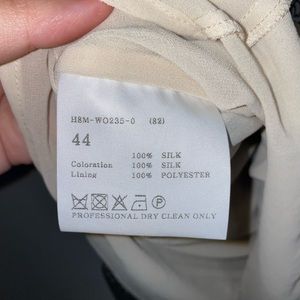 H8M-WO235-0 (82)
44
100% SILK
Coloration 100% SILK
Lining 100% POLYESTER
PROFESSIONAL DRY CLEAN ONLY